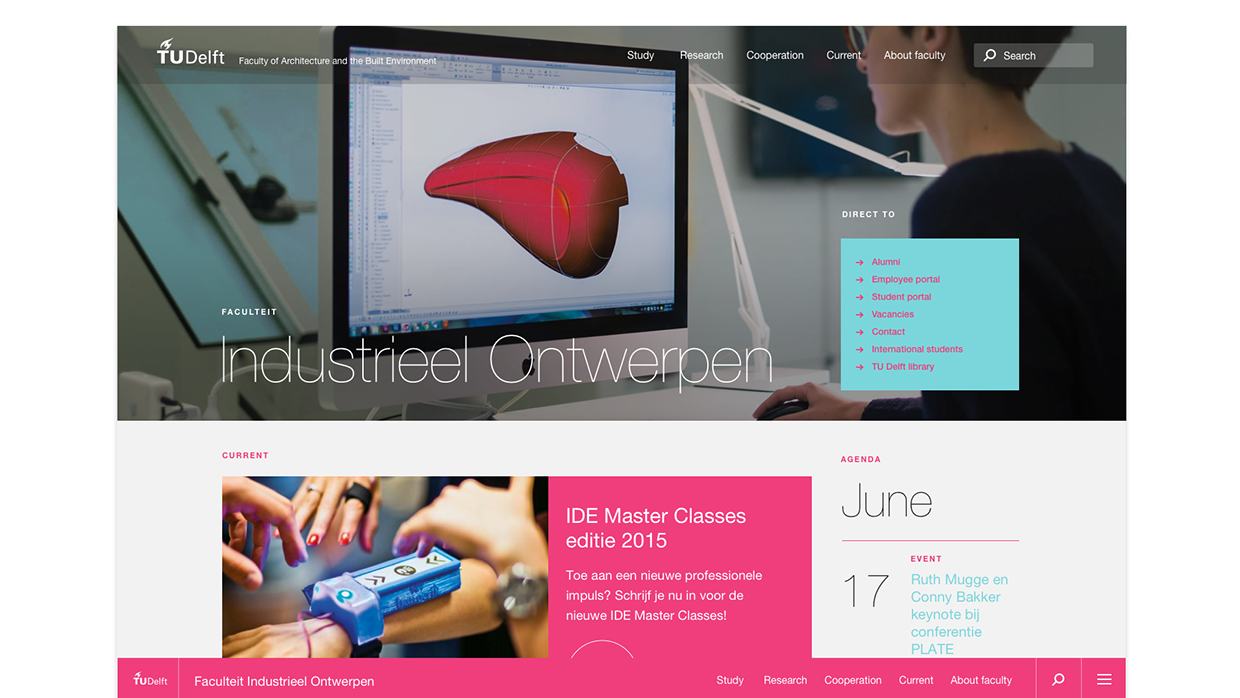 TUDelft
Faculty of Architecture and the Built Environment
Study
Research
Cooperation
Current
About faculty
Search
DIRECT TO
Alumni
Employee portal
Student portal
Vacancies
Contact
International students
TU Delft library
FACULTEIT
Industrieel Ontwerpen
CURRENT
IDE Master Classes
editie 2015
Toe aan een nieuwe professionele
impuls? Schrijf je nu in voor de
nieuwe IDE Master Classes!
AGENDA
June
17
EVENT
Ruth Mugge en
Conny Bakker
keynote bij
conferentie
PLATE
TUDelft
Faculteit Industrieel Ontwerpen
Study
Research
Cooperation
Current
About faculty